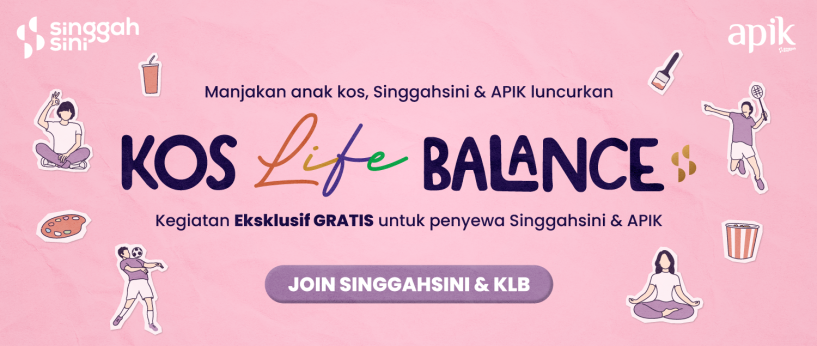 singgah
sini
apik
Manjakan anak kos, Singgahsini & APIK luncurkan
KOS Life BALANCE
Kegiatan Eksklusif GRATIS untuk penyewa Singgahsini & APIK
JOIN SINGGAHSINI & KLB